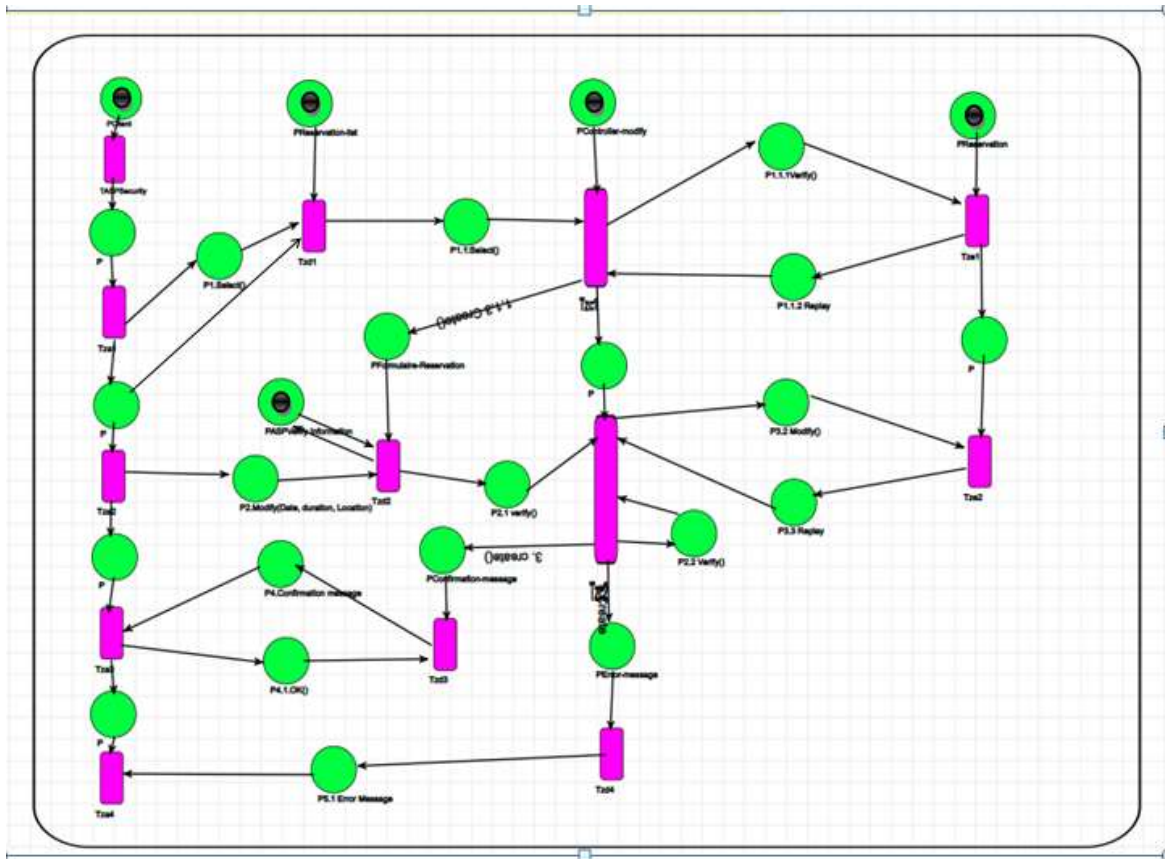 PClient
PReservation-list
PController-modify
PReservation
P1.1.1Verify()
TASPSecurity
P
P1.Select()
Tzd1
P1.1.Select()
Tze1
P1.1.2 Replay
1.1.3 Create()
Tza1
PFormulaire-Reservation
P
P
P
PASPverify-Information
P3.2 Modify()
Tza2
P2.Modify(Date, duration, Location)
Tzd2
P2.1 verify()
Tze2
P3.3 Replay
3. create()
P2.2 Verify()
P
PConfirmation-message
P4.Confirmation message
Create
Tza3
P4.1.OK()
Tzd3
PError-message
P
Tza4
P5.1 Error Message
Tzd4